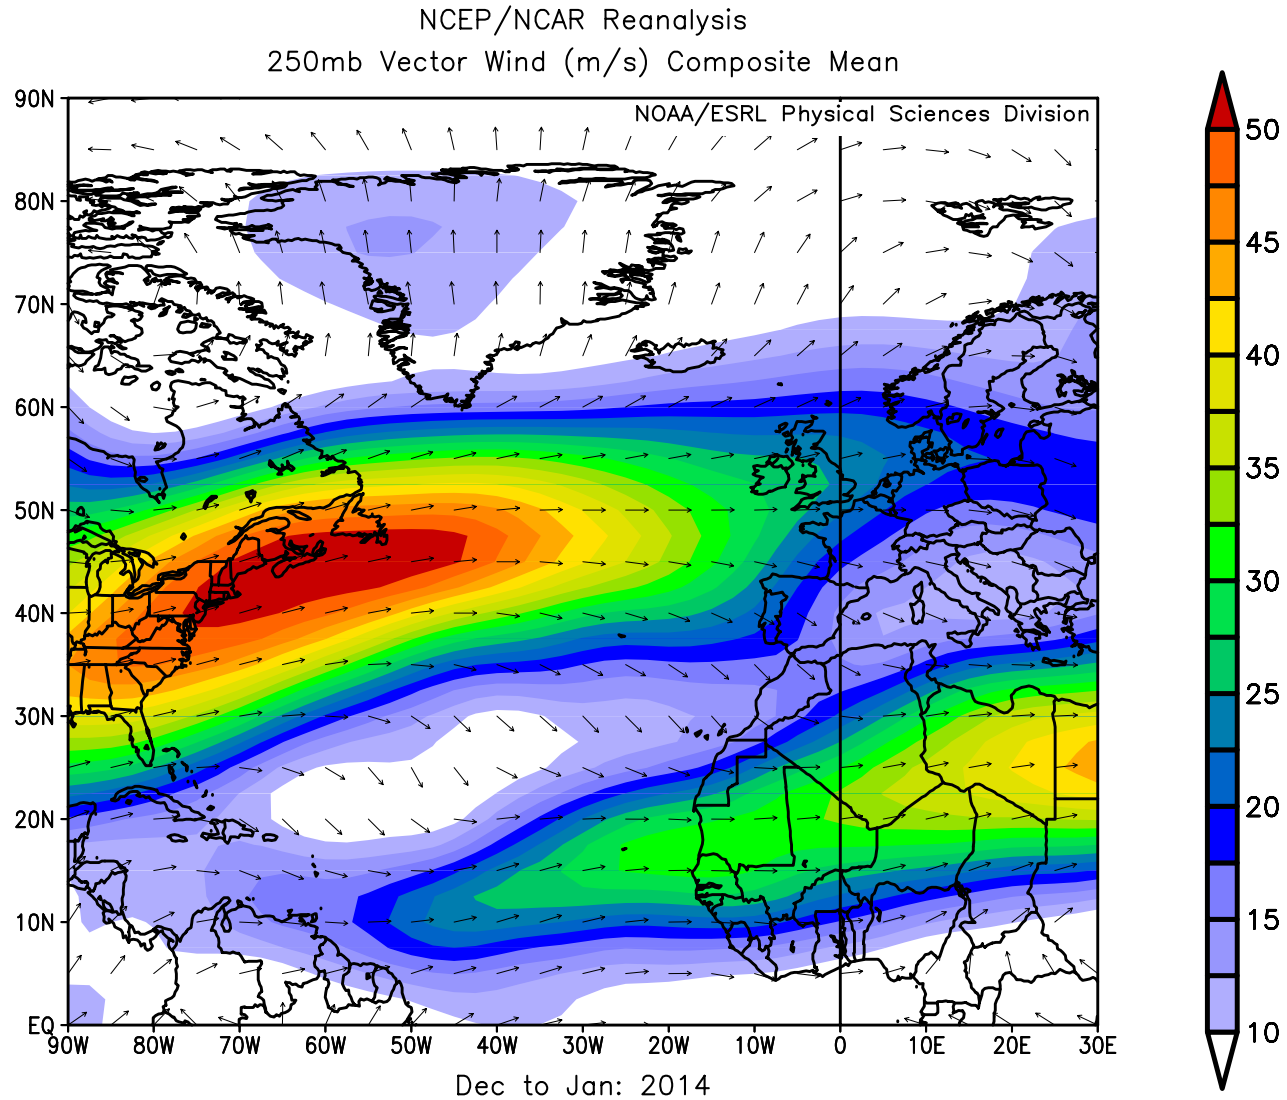 NCEP/NCAR Reanalysis
250mb Vector Wind (m/s) Composite Mean
NOAA/ESRL Physical Sciences Division
90N
80N
70N
60N
50N
40N
30N
20N
10N
EQ
90W 80W 70W 60W 50W 40W 30W 20W 10W 0 10E 20E 30E
Dec to Jan: 2014
50
45
40
35
30
25
20
15
10